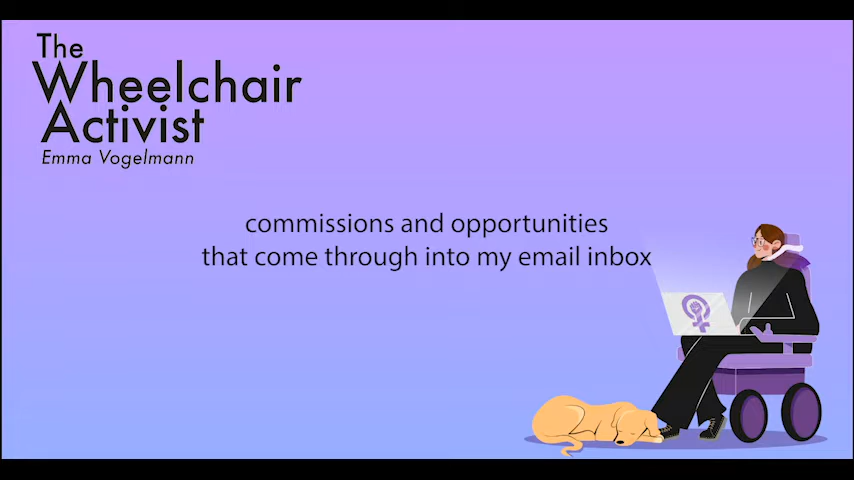 The
Wheelchair
Activist
Emma Vogelmann
commissions and opportunities
that come through into my email inbox